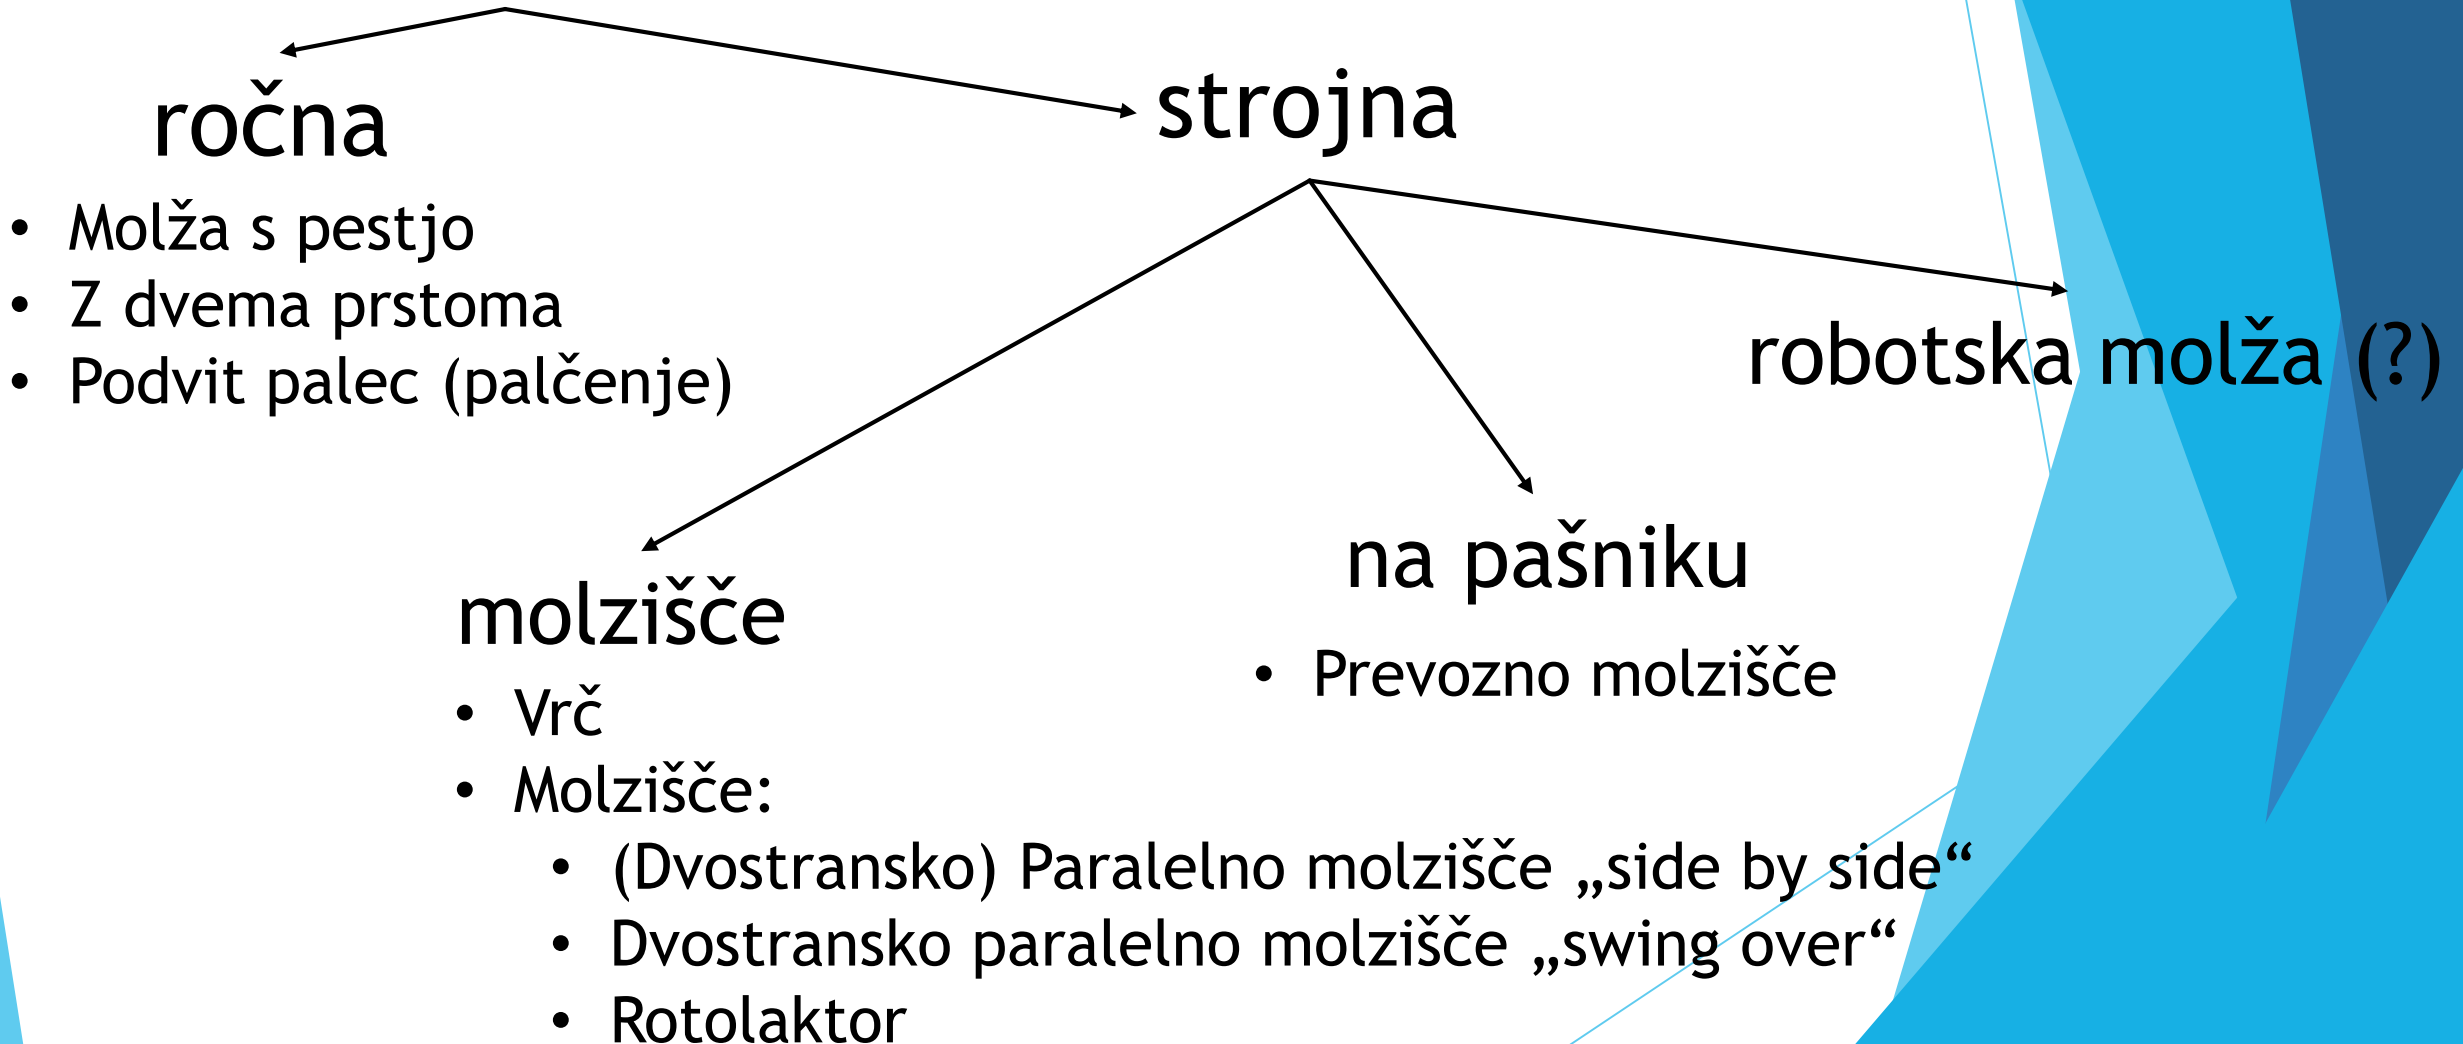 ročna
strojna
• Molža s pestjo
• Z dvema prstoma
• Podvit palec (palčenje)
robotska molža (?)
na pašniku
• Prevozno molzišče
molzišče
• Vrč
• Molzišče:
• (Dvostransko) Paralelno molzišče „side by side“
• Dvostransko paralelno molzišče „swing over“
• Rotolaktor